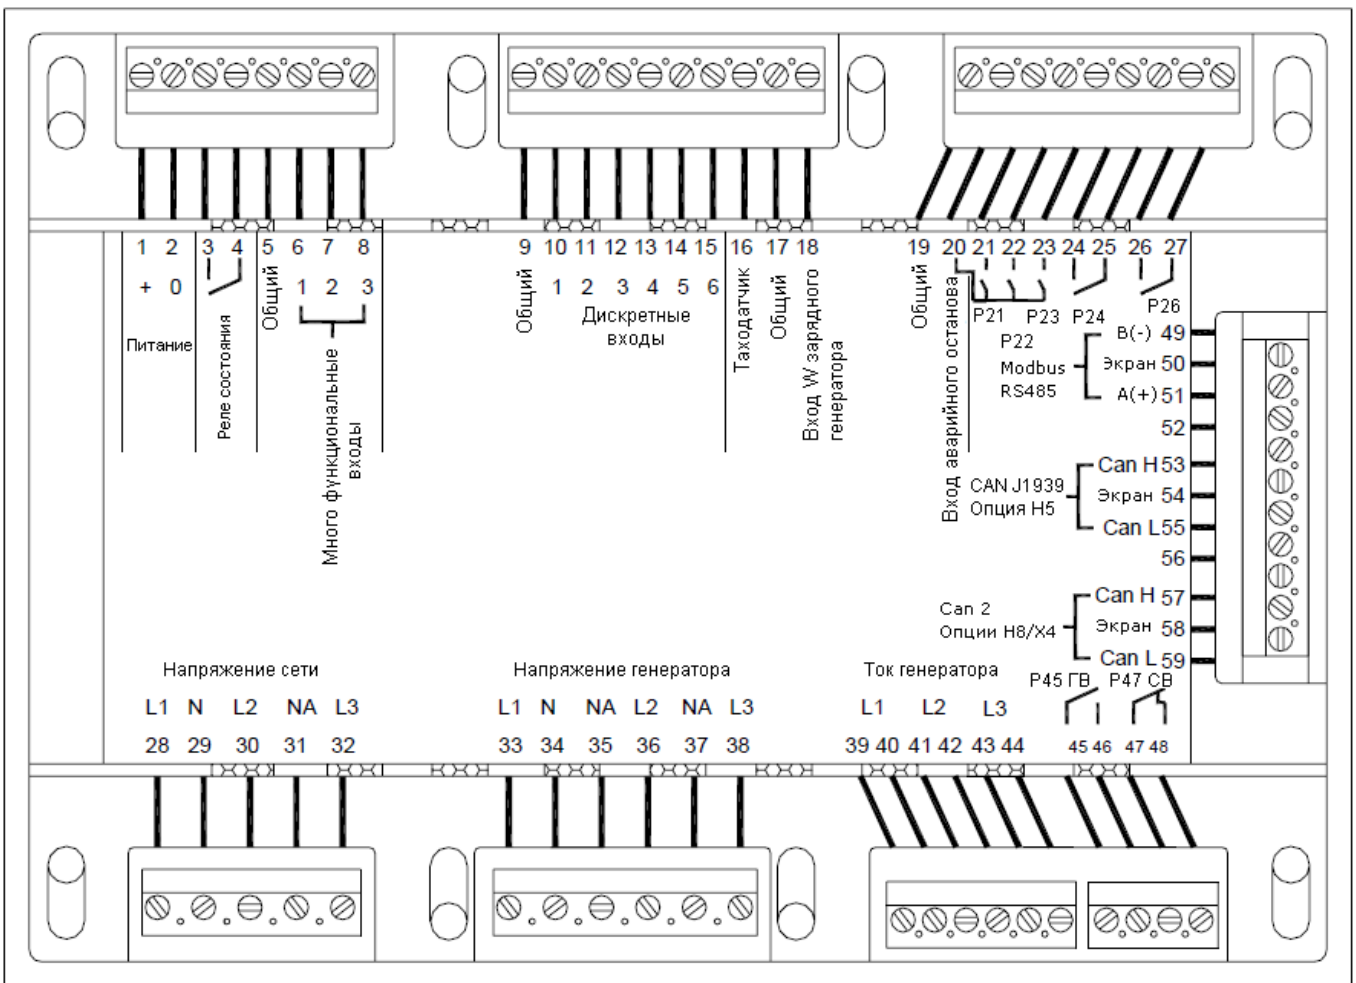 1 2 3 4 5 6 7 8
+ 0
Общий
1 2 3
Питание
Реле состояния
Много функциональные
входы
9 10 11 12 13 14 15 16 17 18
Общий
1 2 3 4 5 6
Дискретные
входы
Таходатчик
Общий
Вход W зарядного
генератора
19 20 21 22 23 24 25 26 27
Общий
Вход аварийного останова
P21 P23 P24
P26
P22
Modbus
RS485
B(-) 49
Экран 50
A(+) 51
52
Can H 53
CAN J1939
Опция H5
Экран 54
Can L 55
56
Can H 57
Can 2
Опции H8/X4
Экран 58
Can L 59
Напряжение сети
L1 N L2 NA L3
28 29 30 31 32
Напряжение генератора
L1 N NA L2 NA L3
33 34 35 36 37 38
Ток генератора
L1 L2 L3
39 40 41 42 43 44
P45 ГВ P47 СВ
45 46 47 48